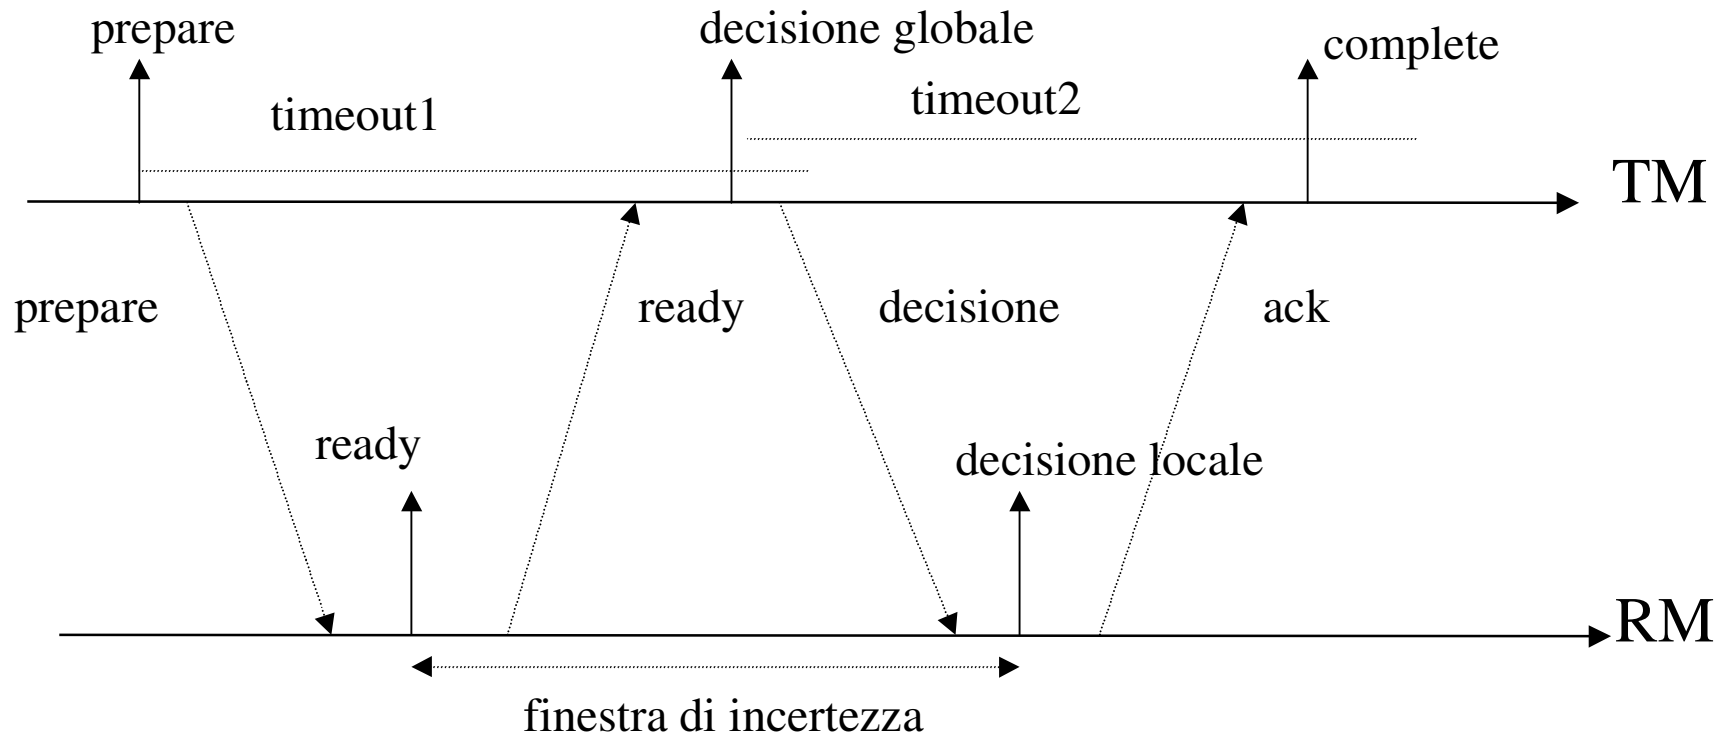 prepare
decisione globale
complete
timeout1
timeout2
TM
prepare
ready
decisione
ack
ready
decisione locale
RM
finestra di incertezza